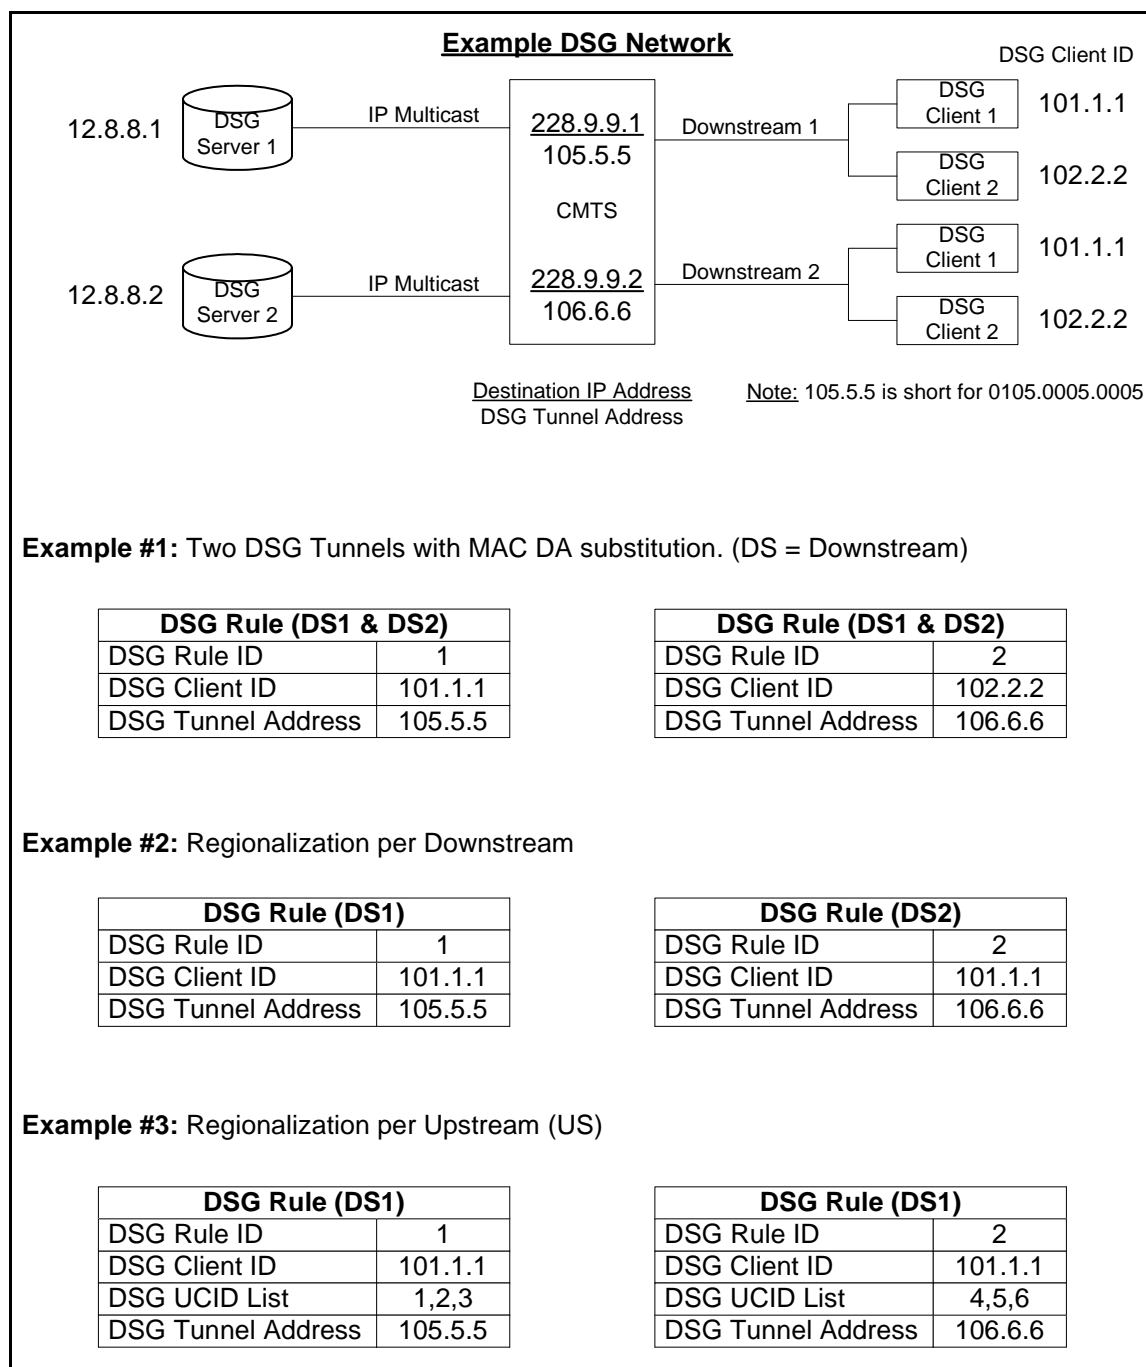 Example DSG Network
DSG Client ID
12.8.8.1
DSG
Server 1
IP Multicast
228.9.9.1
105.5.5
Downstream 1
DSG
Client 1
101.1.1
DSG
Client 2
102.2.2
CMTS
12.8.8.2
DSG
Server 2
IP Multicast
228.9.9.2
106.6.6
Downstream 2
DSG
Client 1
101.1.1
DSG
Client 2
102.2.2
Destination IP Address
DSG Tunnel Address
Note: 105.5.5 is short for 0105.0005.0005
Example #1: Two DSG Tunnels with MAC DA substitution. (DS = Downstream)
DSG Rule (DS1 & DS2)
DSG Rule ID 1
DSG Client ID 101.1.1
DSG Tunnel Address 105.5.5
DSG Rule (DS1 & DS2)
DSG Rule ID 2
DSG Client ID 102.2.2
DSG Tunnel Address 106.6.6
Example #2: Regionalization per Downstream
DSG Rule (DS1)
DSG Rule ID 1
DSG Client ID 101.1.1
DSG Tunnel Address 105.5.5
DSG Rule (DS2)
DSG Rule ID 2
DSG Client ID 101.1.1
DSG Tunnel Address 106.6.6
Example #3: Regionalization per Upstream (US)
DSG Rule (DS1)
DSG Rule ID 1
DSG Client ID 101.1.1
DSG UCID List 1,2,3
DSG Tunnel Address 105.5.5
DSG Rule (DS1)
DSG Rule ID 2
DSG Client ID 101.1.1
DSG UCID List 4,5,6
DSG Tunnel Address 106.6.6